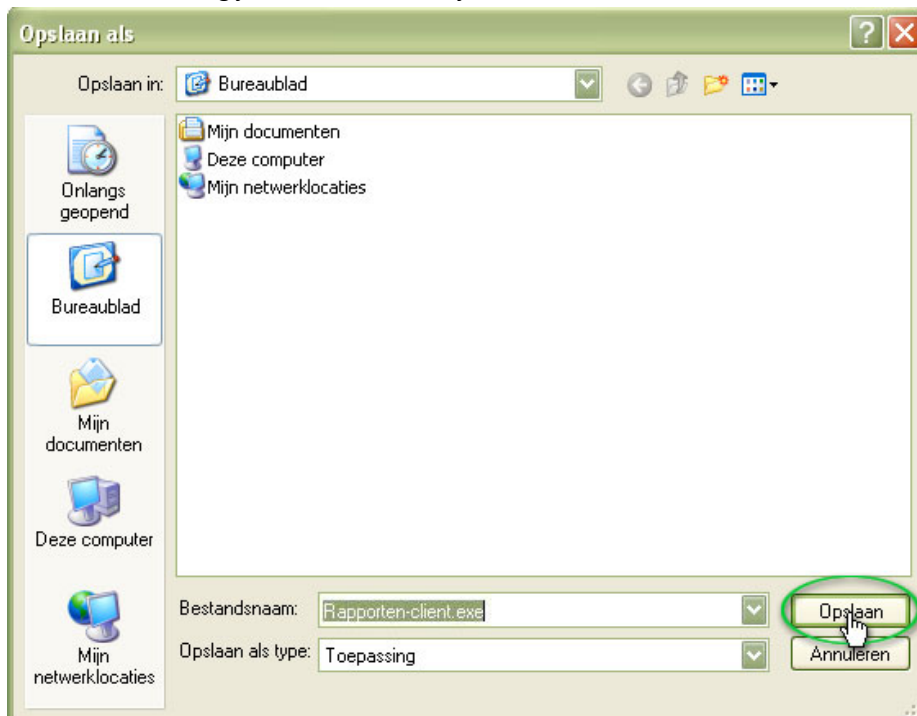 Opslaan als
Opslaan in: Bureaublad
Mijn documenten
Deze computer
Mijn netwerklocaties
Onlangs
geopend
Bureaublad
Mijn
documenten
Deze computer
Mijn
netwerklocaties
Bestandsnaam: Rapporten-client.exe
Opslaan
Opslaan als type: Toepassing
Annuleren